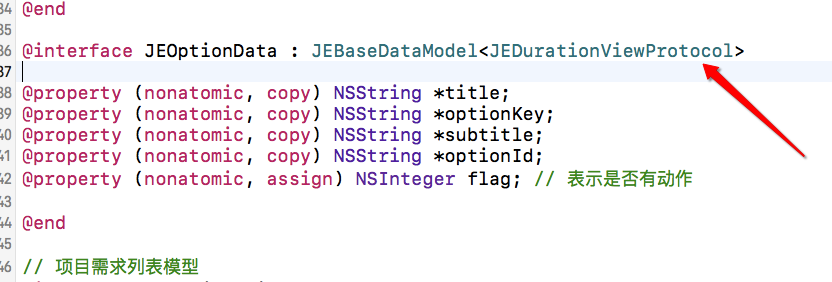 34 @end
35
36 @interface JEOptionData : JEBaseDataModel<JEDurationViewProtocol>
37
38 @property (nonatomic, copy) NSString *title;
39 @property (nonatomic, copy) NSString *optionKey;
40 @property (nonatomic, copy) NSString *subtitle;
41 @property (nonatomic, copy) NSString *optionId;
42 @property (nonatomic, assign) NSInteger flag; // 表示是否有动作
43
44 @end
45
46 // 项目需求列表模型